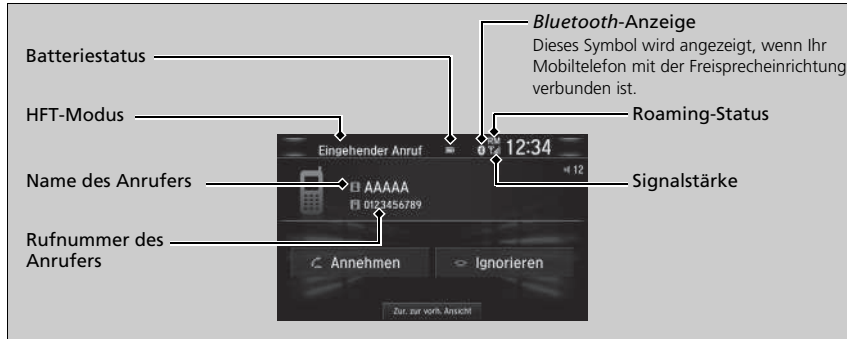 Bluetooth-Anzeige
Dieses Symbol wird angezeigt, wenn Ihr
Mobiltelefon mit der Freisprecheinrichtung
verbunden ist.
Batteriestatus
HFT-Modus
Roaming-Status
Eingehender Anruf
RM
12:34
12
Name des Anrufers
AAAAA
0123456789
Signalstärke
Rufnummer des
Anrufers
Annehmen
Ignorieren
Zur. zur vorh. Ansicht